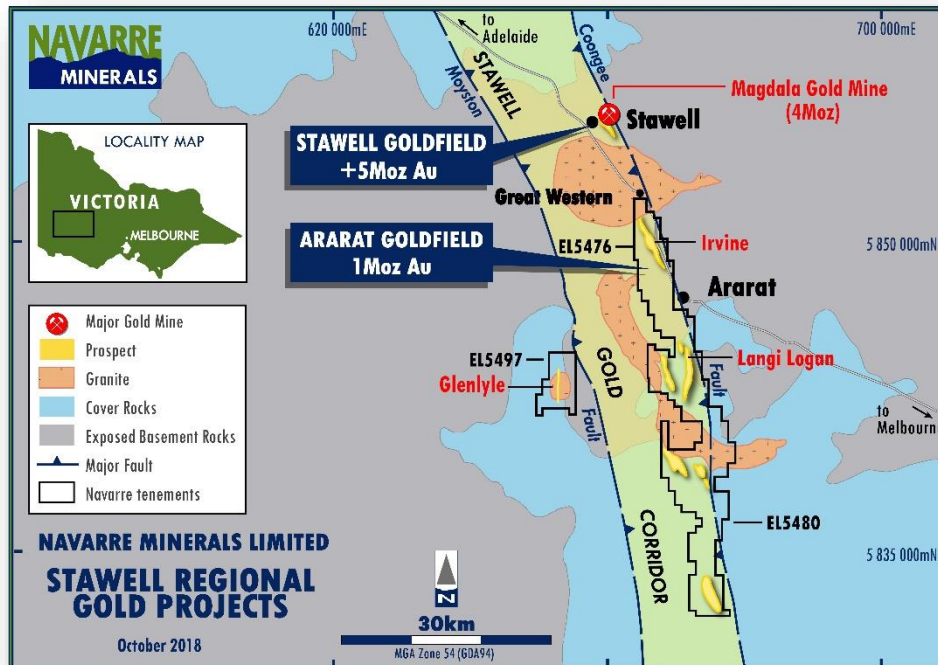 NAVARRE
MINERALS
620 000mE
700 000mE
to
Adelaide
Coongee
STAWELL
Moyston
Magdala Gold Mine
(4Moz)
Stawell
LOCALITY MAP
VICTORIA
MELBOURNE
STAWELL GOLDFIELD
+5Moz Au
Great Western
ARARAT GOLDFIELD
1Moz Au
EL5476
Irvine
5 850 000mN
Ararat
Major Gold Mine
Prospect
Granite
Cover Rocks
Exposed Basement Rocks
Major Fault
Navarre tenements
EL5497
Glenlyle
GOLD
Fault
Langi Logan
Fault
to
Melbourn
CORRIDOR
EL5480
5 835 000mN
NAVARRE MINERALS LIMITED
STAWELL REGIONAL
GOLD PROJECTS
October 2018
N
30km
MGA Zone 54 (GDA94)